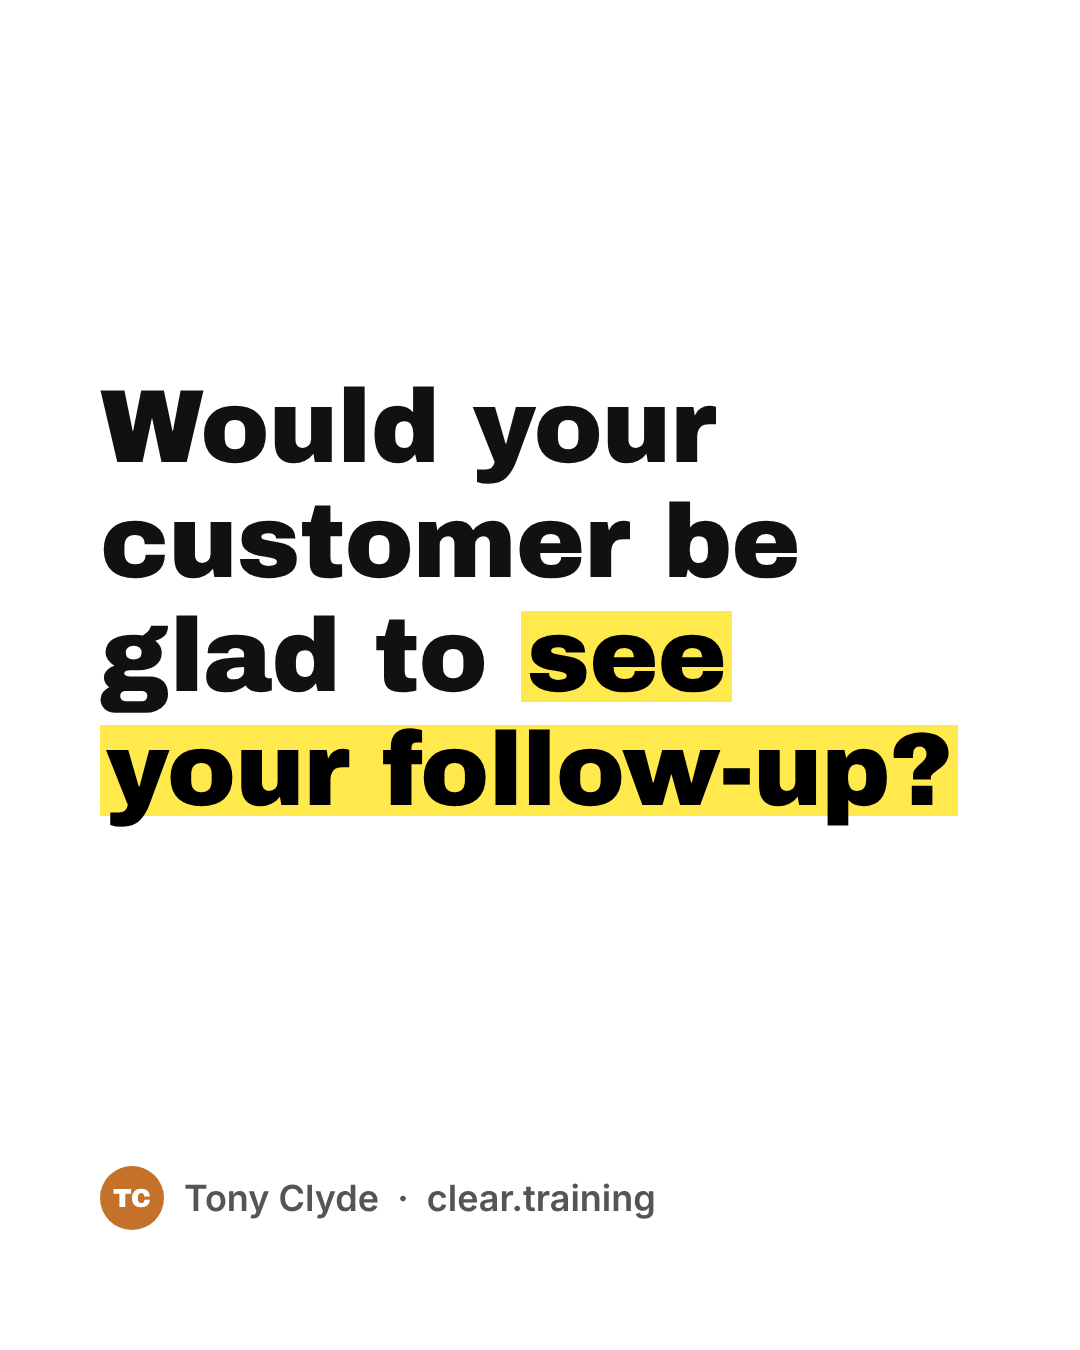 Would your
customer be
glad to see
your follow-up?
TC Tony Clyde · clear.training